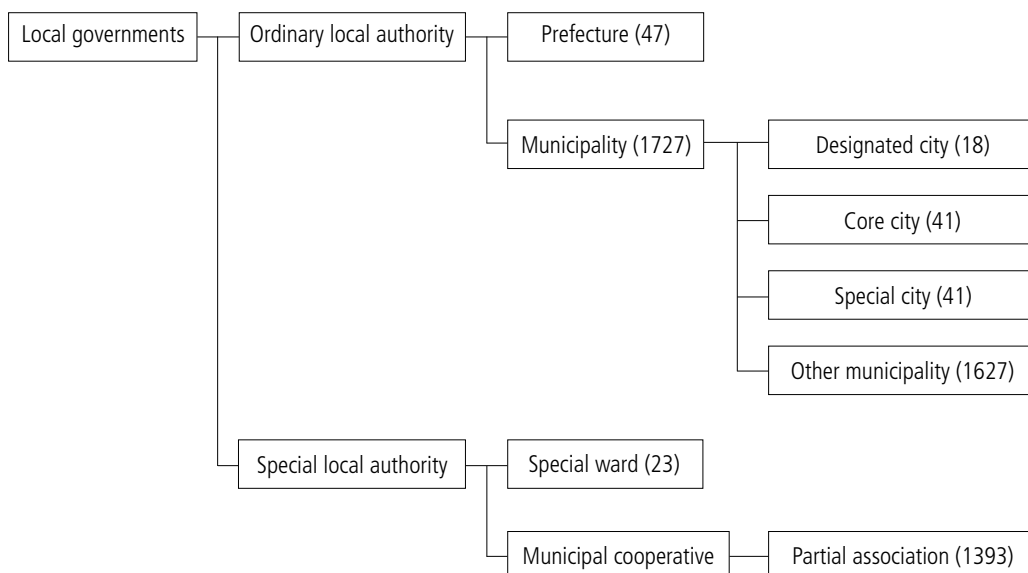 Local governments
Ordinary local authority
Prefecture (47)
Municipality (1727)
Designated city (18)
Core city (41)
Special city (41)
Other municipality (1627)
Special local authority
Special ward (23)
Municipal cooperative
Partial association (1393)